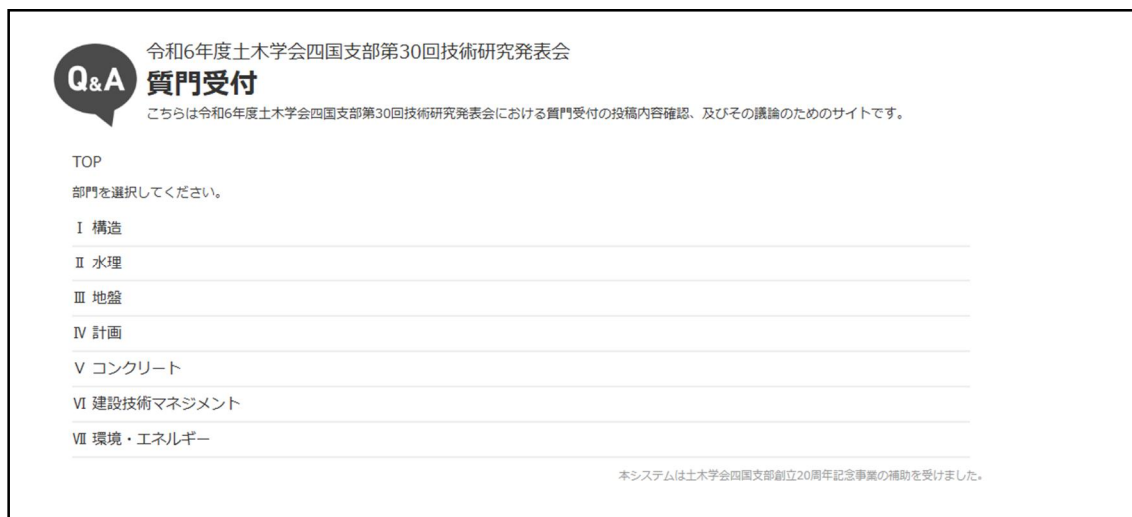 Q&A
令和6年度土木学会四国支部第30回技術研究発表会
質門受付
こちらは令和6年度土木学会四国支部第30回技術研究発表会における質門受付の投稿内容確認、及びその議論のためのサイトです。
TOP
部門を選択してください。
Ⅰ 構造
Ⅱ 水理
Ⅲ 地盤
Ⅳ 計画
Ⅴ コンクリート
Ⅵ 建設技術マネジメント
Ⅶ 環境・エネルギー
本システムは土木学会四国支部創立20周年記念事業の補助を受けました。